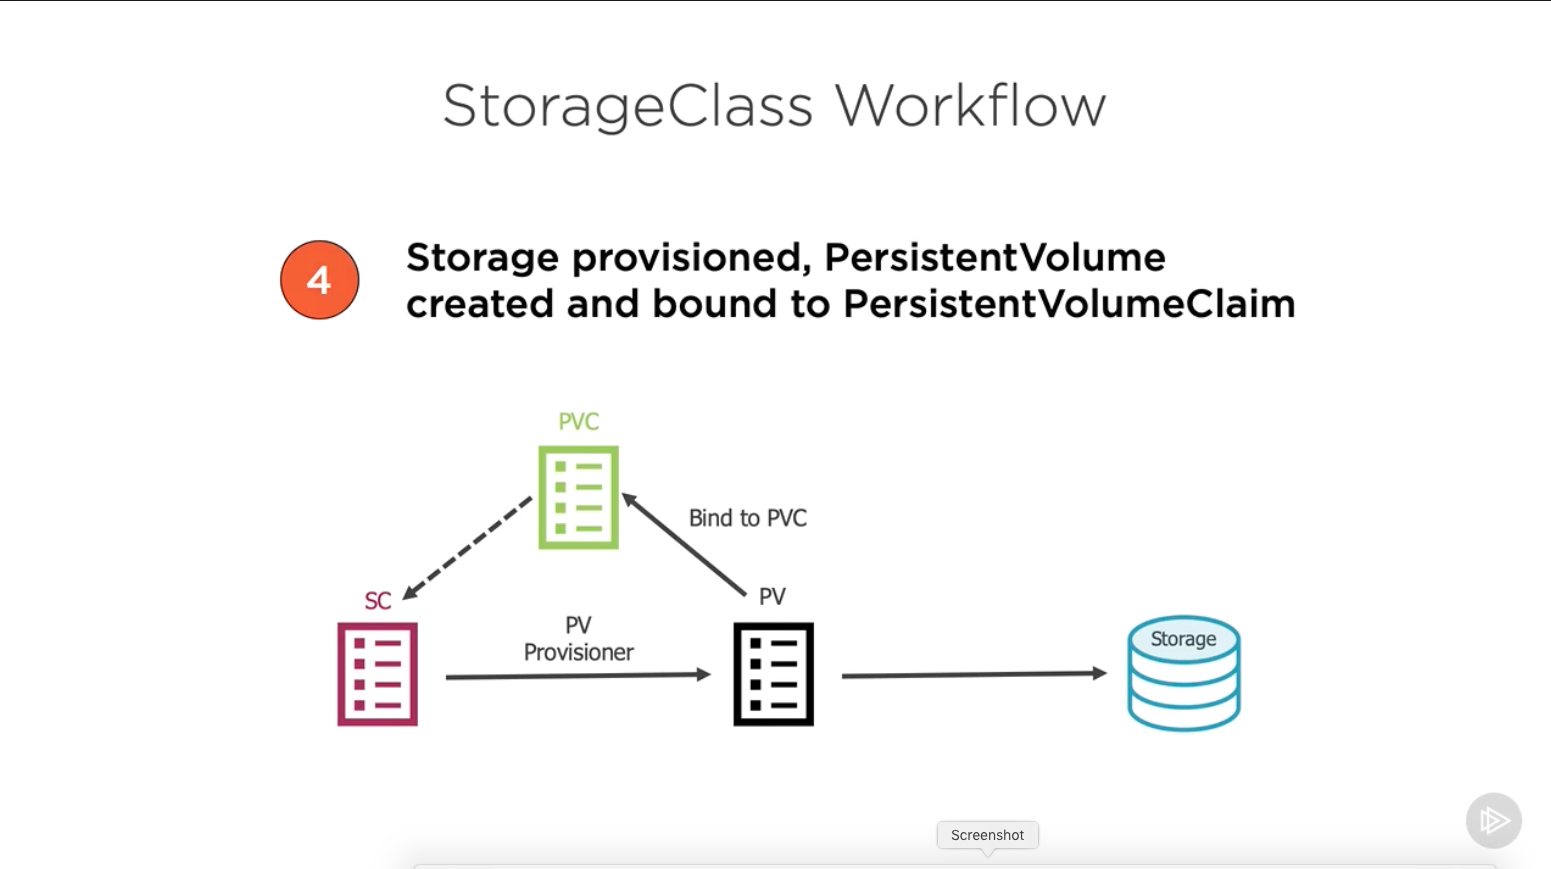 StorageClass Workflow
4
Storage provisioned, PersistentVolume
created and bound to PersistentVolumeClaim
PVC
Bind to PVC
SC
PV
PV
Provisioner
Storage
Screenshot